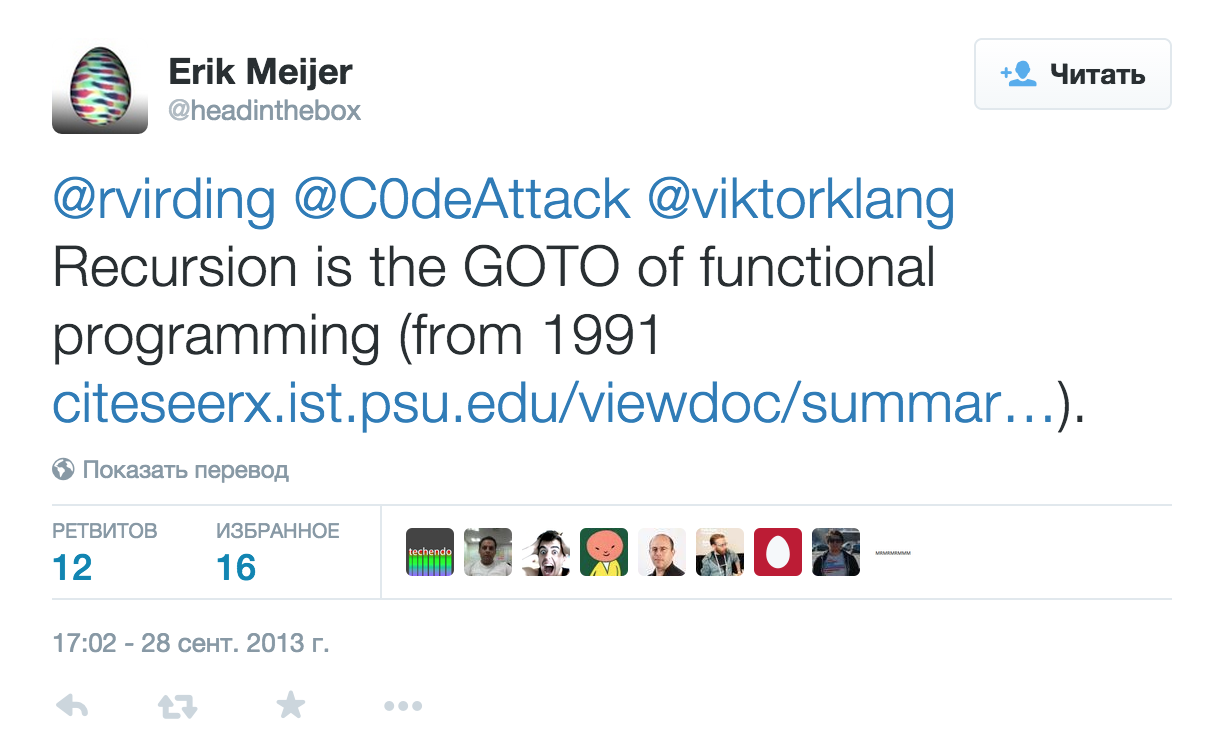 Erik Meijer
@headinthebox
Читать
@rvirding @C0deAttack @viktorklang
Recursion is the GOTO of functional
programming (from 1991
citeseerx.ist.psu.edu/viewdoc/summar…).
Показать перевод
РЕТВИТОВ ИЗБРАННОЕ
12 16
techendo
17:02 - 28 сент. 2013 г.